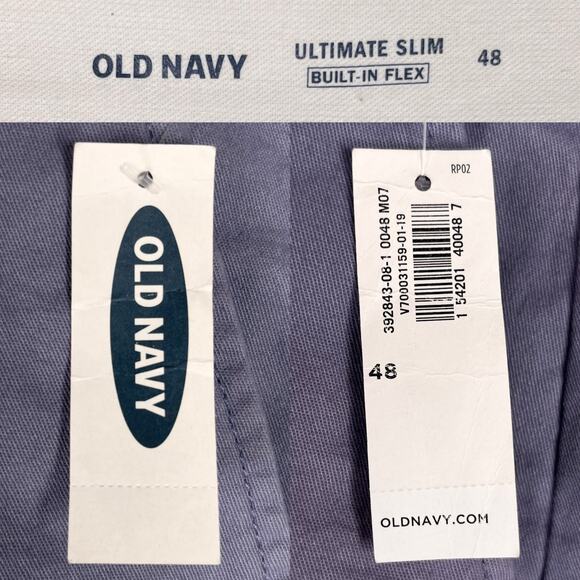 OLD NAVY
ULTIMATE SLIM
BUILT-IN FLEX
48
OLD NAVY
RP02
392843-08-1 0048 M07
V700031159-01-19
1 54201 40048 7
48
OLDNAVY.COM